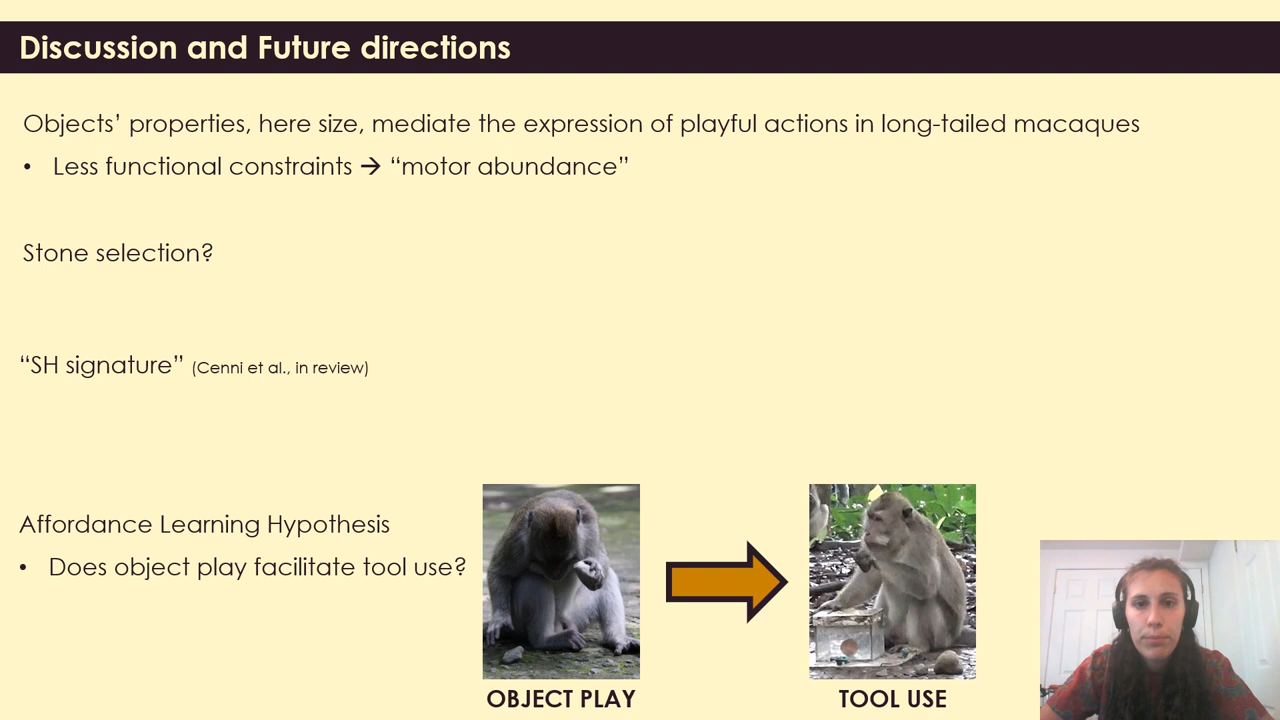 Discussion and Future directions
Objects’ properties, here size, mediate the expression of playful actions in long-tailed macaques
• Less functional constraints → “motor abundance”
Stone selection?
“SH signature” (Cenni et al., in review)
Affordance Learning Hypothesis
• Does object play facilitate tool use?
OBJECT PLAY
TOOL USE